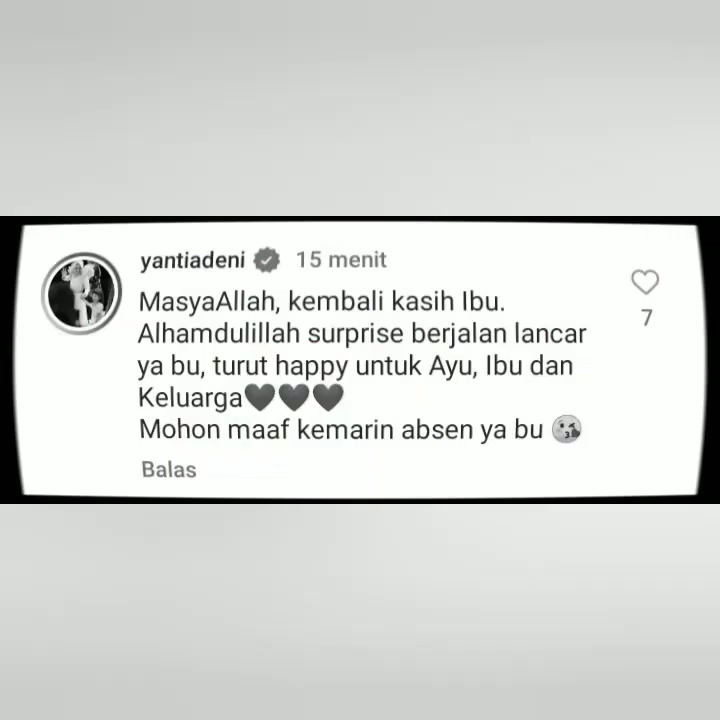 yantiadeni 15 menit
MasyaAllah, kembali kasih Ibu.
Alhamdulillah surprise berjalan lancar
ya bu, turut happy untuk Ayu, Ibu dan
Keluarga🖤🖤🖤
Mohon maaf kemarin absen ya bu 😘
7
Balas